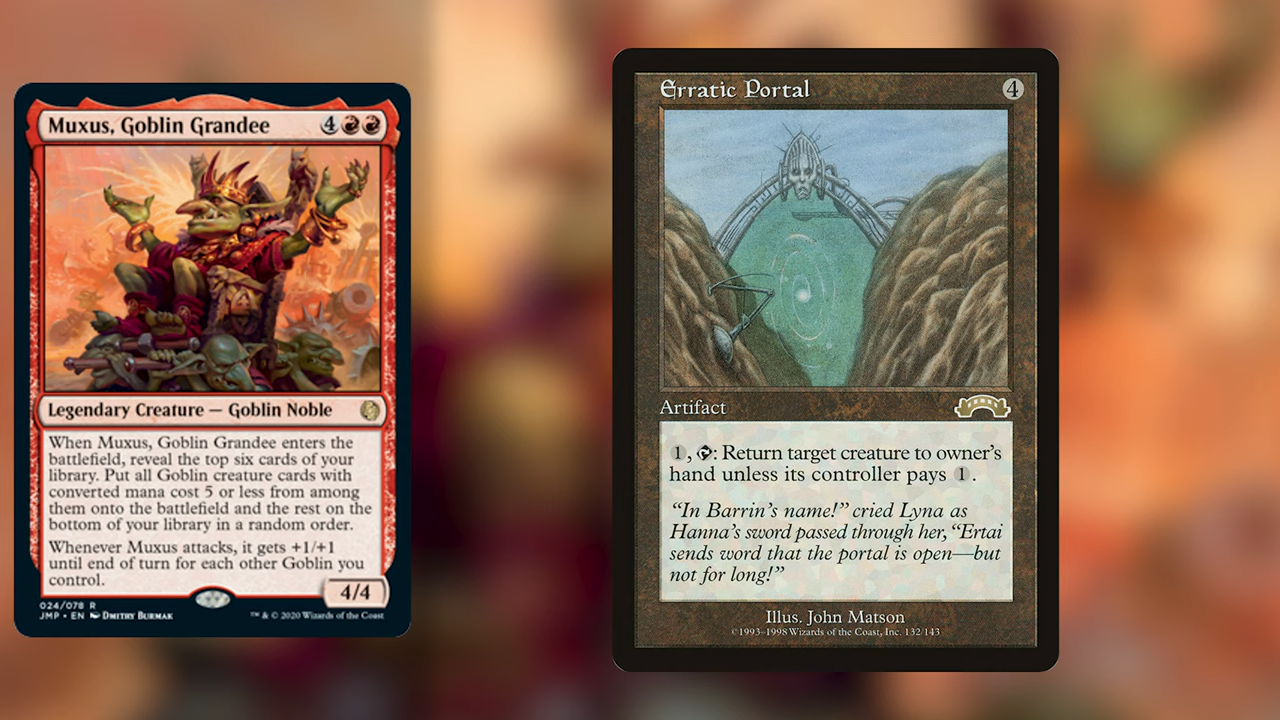 Muxus, Goblin Grandee 4
Legendary Creature — Goblin Noble
When Muxus, Goblin Grandee enters the
battlefield, reveal the top six cards of your
library. Put all Goblin creature cards with
converted mana cost 5 or less from among
them onto the battlefield and the rest on the
bottom of your library in a random order.
Whenever Muxus attacks, it gets +1/+1
until end of turn for each other Goblin you
control.
4/4
024/078 R
JMP • EN Dmitry Burmak
™ & © 2020 Wizards of the Coast
Erratic Portal 4
Artifact
1, : Return target creature to owner's
hand unless its controller pays 1.
"In Barrin's name!" cried Lyna as
Hanna's sword passed through her, "Ertai
sends word that the portal is open—but
not for long!"
Illus. John Matson
©1993–1998 Wizards of the Coast, Inc. 132/143